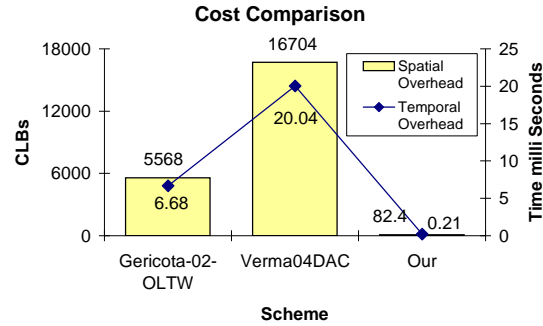 Cost Comparison
18000
12000
6000
0
CLBs
5568
6.68
16704
20.04
82.4
0.21
Spatial
Overhead
Temporal
Overhead
25
20
15
10
5
0
Time milli Seconds
Gericota-02-
OLTW
Verma04DAC
Our
Scheme